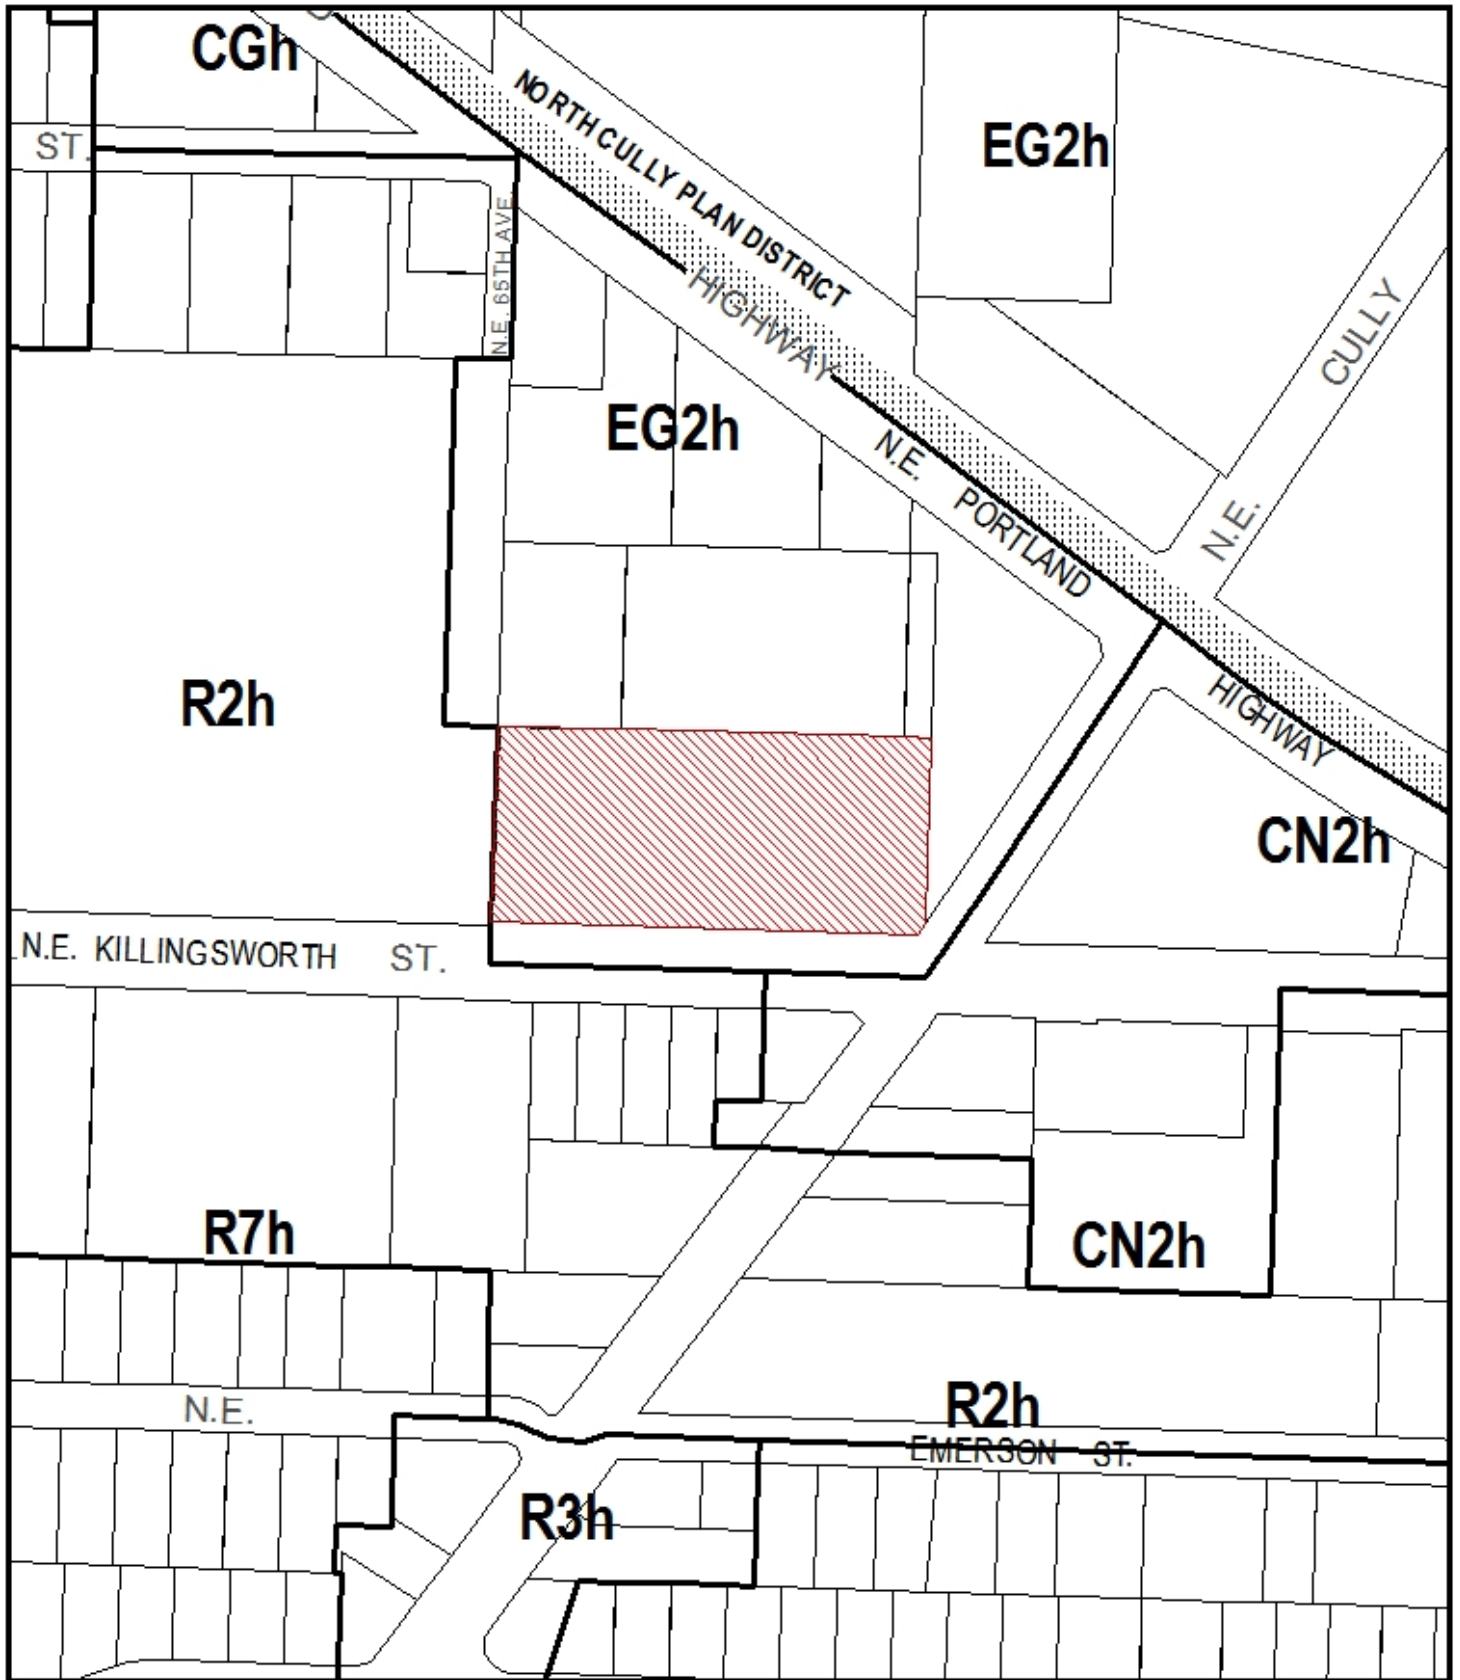 CGh
NORTH CULLY PLAN DISTRICT
EG2h
ST.
N.E. 65TH AVE.
HIGHWAY
CULLY
EG2h
N.E. PORTLAND
N.E.
R2h
HIGHWAY
CN2h
N.E. KILLINGSWORTH ST.
R7h
CN2h
N.E.
R2h
EMERSON ST.
R3h